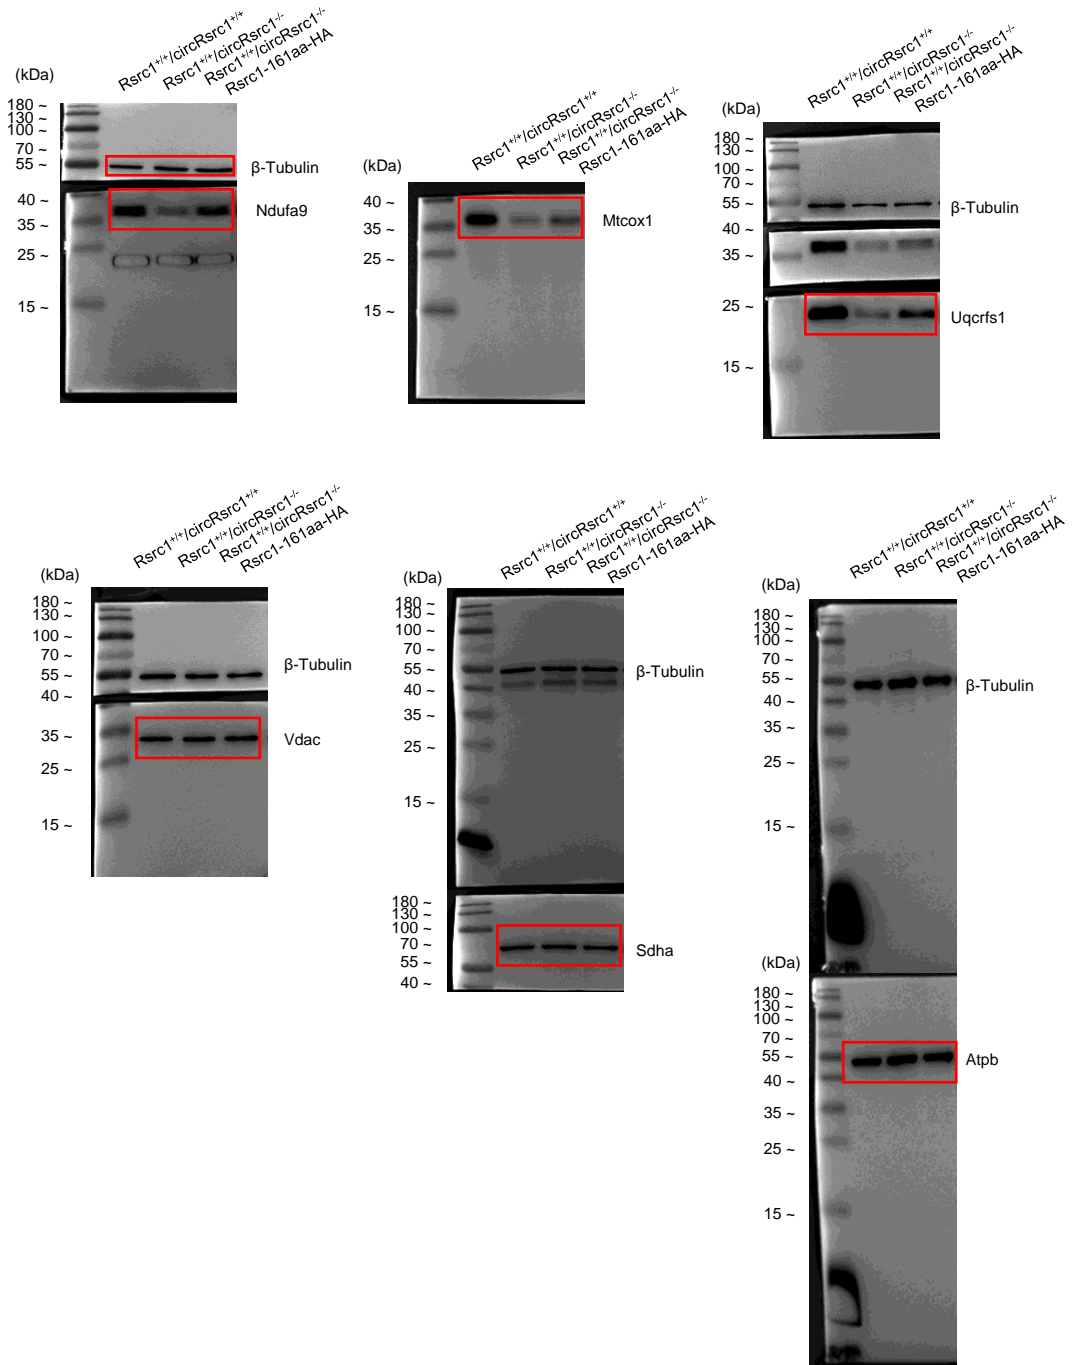 Rsrc1+/+/circRsrc1+/+
Rsrc1+/+/circRsrc1-/-
Rsrc1+/+/circRsrc1-/-
Rsrc1-161aa-HA
(kDa)
180 ~
130 ~
100 ~
70 ~
55 ~
β-Tubulin
40 ~
Ndufa9
35 ~
25 ~
15 ~
Rsrc1+/+/circRsrc1+/+
Rsrc1+/+/circRsrc1-/-
Rsrc1+/+/circRsrc1-/-
Rsrc1-161aa-HA
(kDa)
40 ~
Mtcox1
35 ~
25 ~
15 ~
Rsrc1+/+/circRsrc1+/+
Rsrc1+/+/circRsrc1-/-
Rsrc1+/+/circRsrc1-/-
Rsrc1-161aa-HA
(kDa)
180 ~
130 ~
100 ~
70 ~
55 ~
β-Tubulin
40 ~
35 ~
25 ~
Uqcrfs1
15 ~
Rsrc1+/+/circRsrc1+/+
Rsrc1+/+/circRsrc1-/-
Rsrc1+/+/circRsrc1-/-
Rsrc1-161aa-HA
(kDa)
180 ~
130 ~
100 ~
70 ~
β-Tubulin
55 ~
40 ~
35 ~
Vdac
25 ~
15 ~
Rsrc1+/+/circRsrc1+/+
Rsrc1+/+/circRsrc1-/-
Rsrc1+/+/circRsrc1-/-
Rsrc1-161aa-HA
(kDa)
180 ~
130 ~
100 ~
70 ~
55 ~
β-Tubulin
40 ~
35 ~
25 ~
15 ~
180 ~
130 ~
100 ~
70 ~
Sdha
55 ~
40 ~
Rsrc1+/+/circRsrc1+/+
Rsrc1+/+/circRsrc1-/-
Rsrc1+/+/circRsrc1-/-
Rsrc1-161aa-HA
(kDa)
180 ~
130 ~
100 ~
70 ~
55 ~
β-Tubulin
40 ~
35 ~
25 ~
15 ~
(kDa)
180 ~
130 ~
100 ~
70 ~
55 ~
Atpb
40 ~
35 ~
25 ~
15 ~